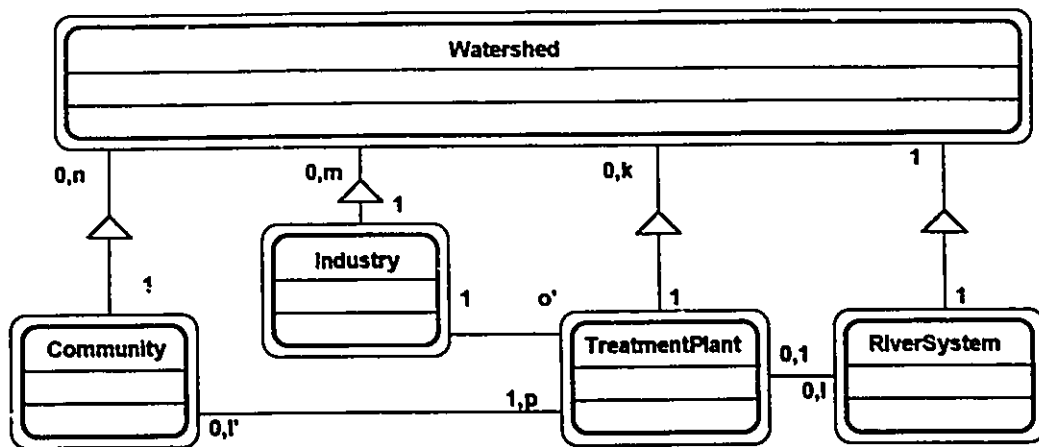 Watershed
0,n
0,m
0,k
1
1
Industry
1
1
o'
1
1
Community
TreatmentPlant
RiverSystem
0,1
0,l
1,p
0,l'